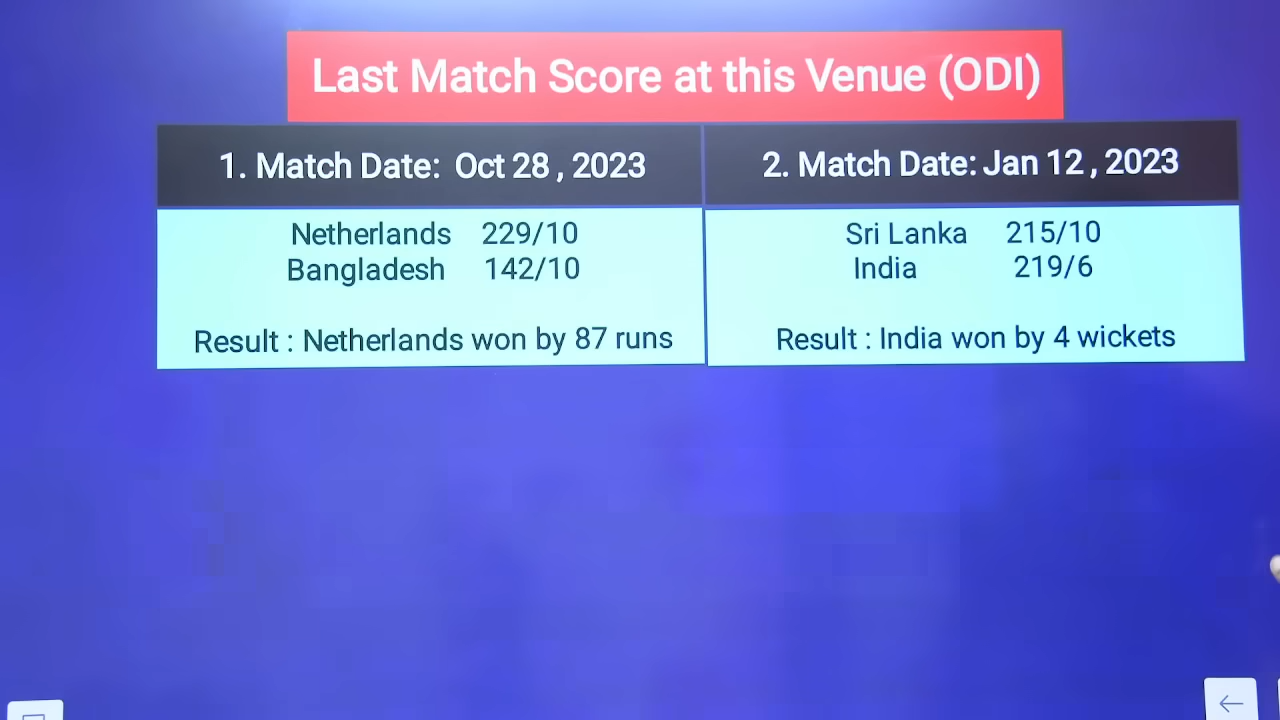 Last Match Score at this Venue (ODI)
1. Match Date: Oct 28 , 2023
Netherlands 229/10
Bangladesh 142/10
Result : Netherlands won by 87 runs
2. Match Date: Jan 12 , 2023
Sri Lanka 215/10
India 219/6
Result : India won by 4 wickets